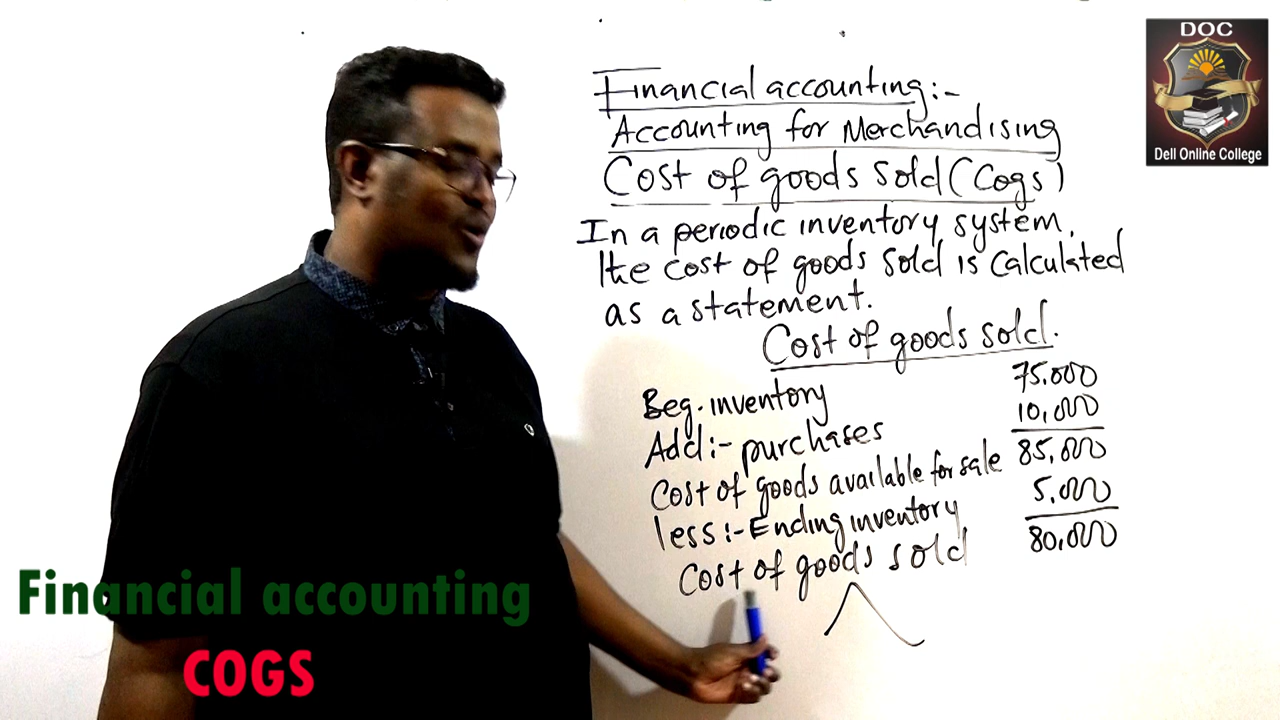 DOC
Dell Online College
Financial accounting:-
Accounting for Merchandising
Cost of goods sold (Cogs)
In a periodic inventory system,
the cost of goods sold is calculated
as a statement.
Cost of goods sold.
Beg. inventory 75,000
Add:- purchases 10,000
Cost of goods available for sale 85,000
less:- Ending inventory 5,000
Cost of goods sold 80,000
Financial accounting
COGS